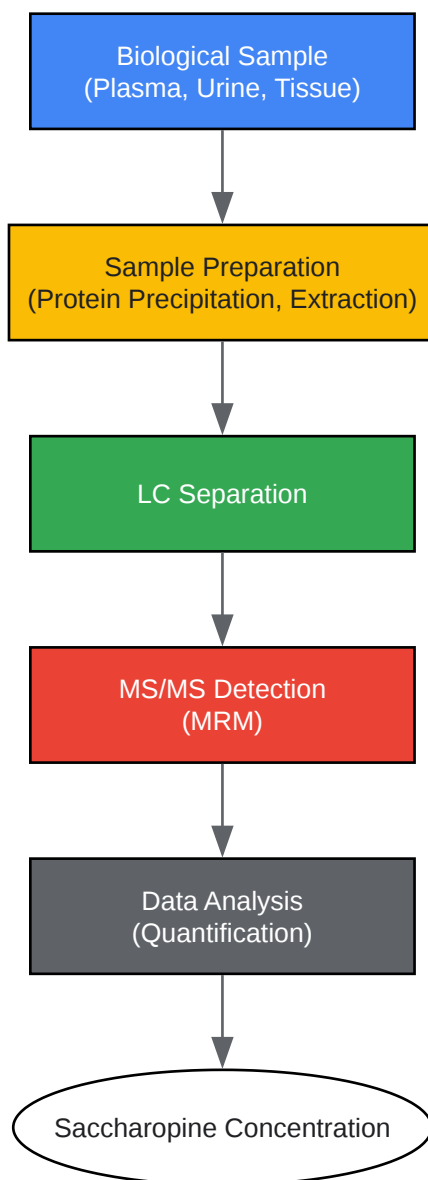 Biological Sample
(Plasma, Urine, Tissue)
Sample Preparation
(Protein Precipitation, Extraction)
LC Separation
MS/MS Detection
(MRM)
Data Analysis
(Quantification)
Saccharopine Concentration